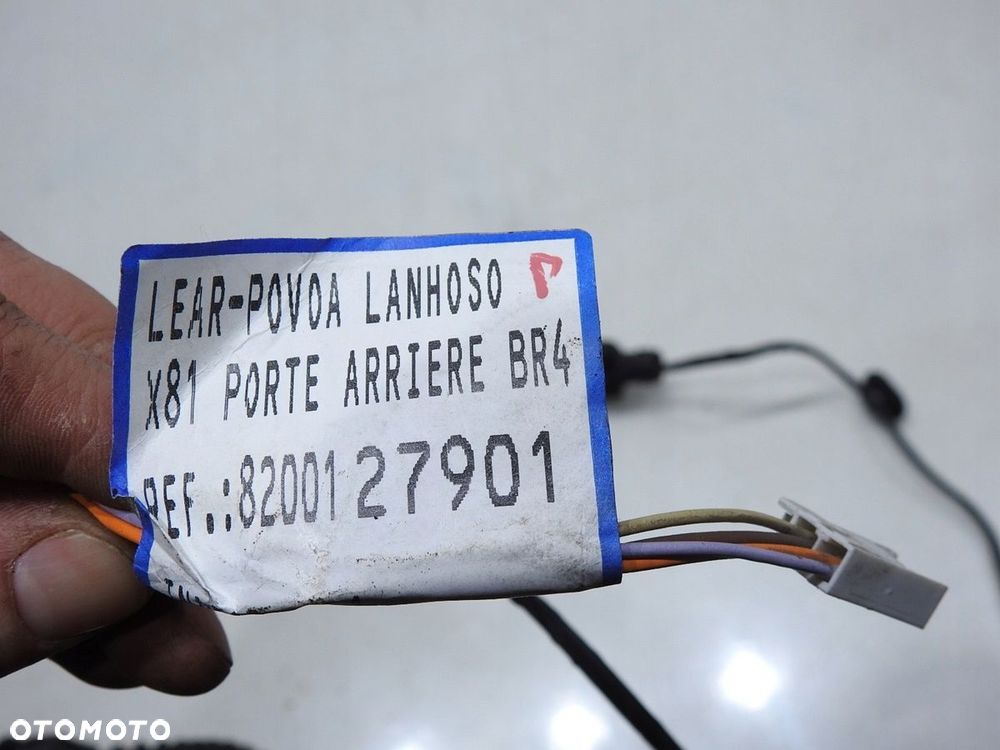 LEAR-POVOA LANHOSO P
X81 PORTE ARRIERE BR4
REF.:8200127901
OTOMOTO